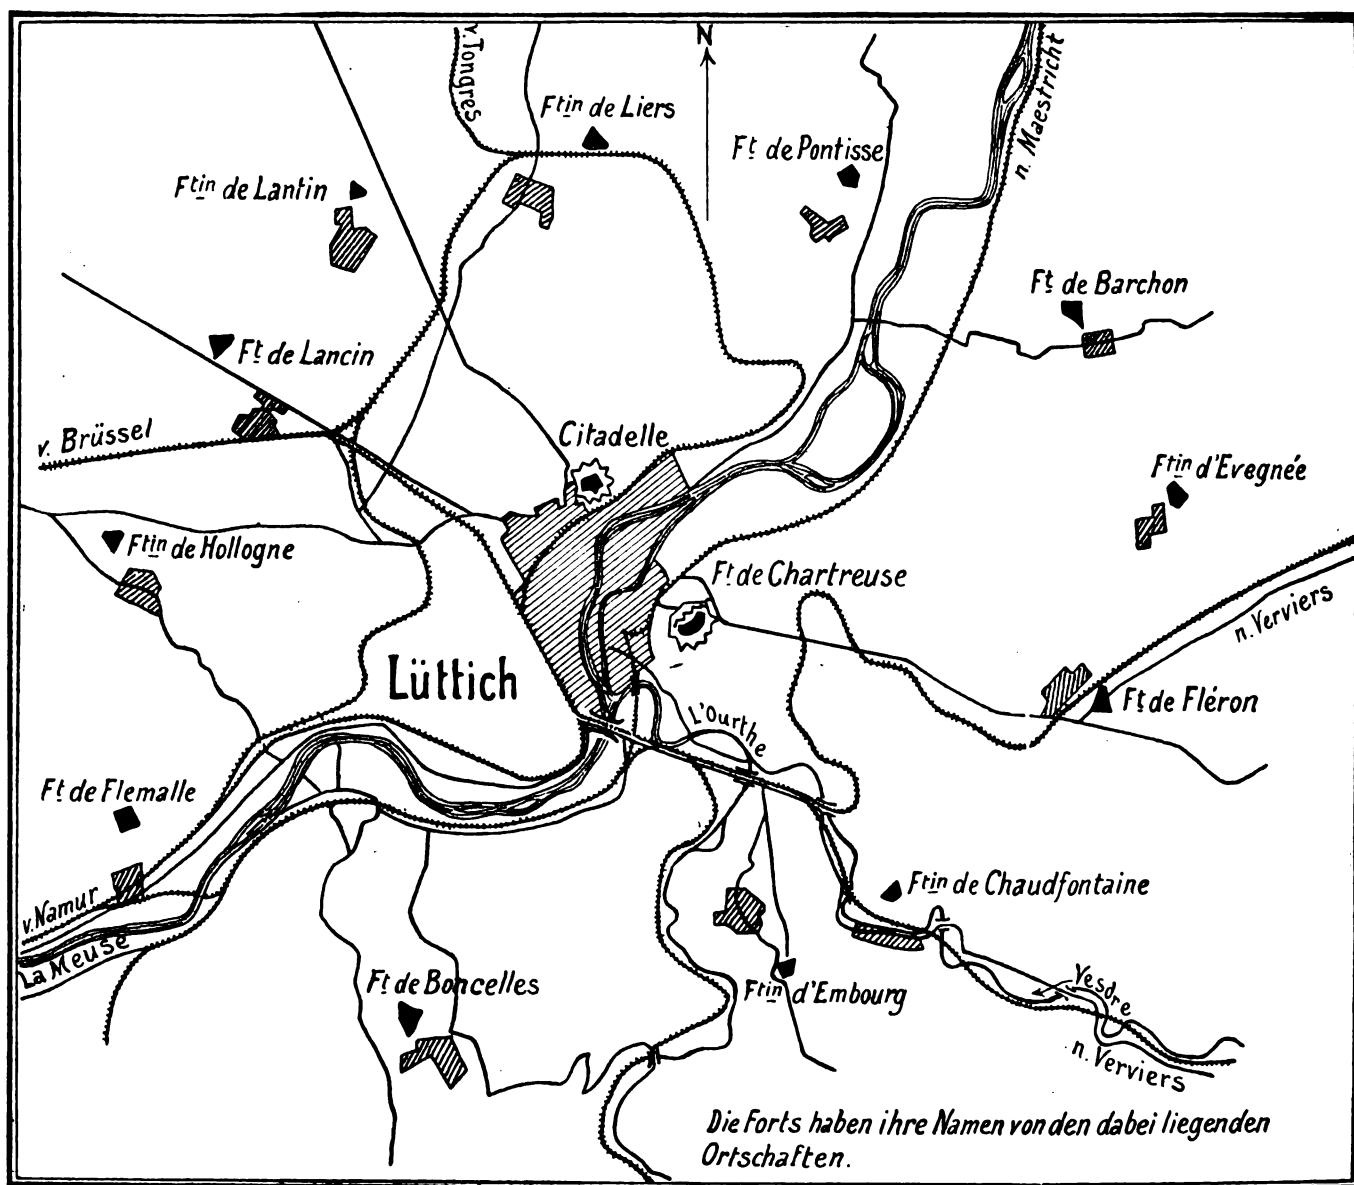 N
v. Tongres
Ftin de Liers
n. Maestricht
Ft de Pontisse
Ftin de Lantin
Ft de Barchon
Ft de Lancin
v. Brüssel
Citadelle
Ftin d'Evegnée
Ftin de Hollogne
Ft de Chartreuse
n. Verviers
Lüttich
L'Ourthe
Ft de Fléron
Ft de Flemalle
Ftin de Chaudfontaine
v. Namur
La Meuse
Ft de Boncelles
Ftin d'Embourg
Vesdre
n. Verviers
Die Forts haben ihre Namen von den dabei liegenden
Ortschaften.